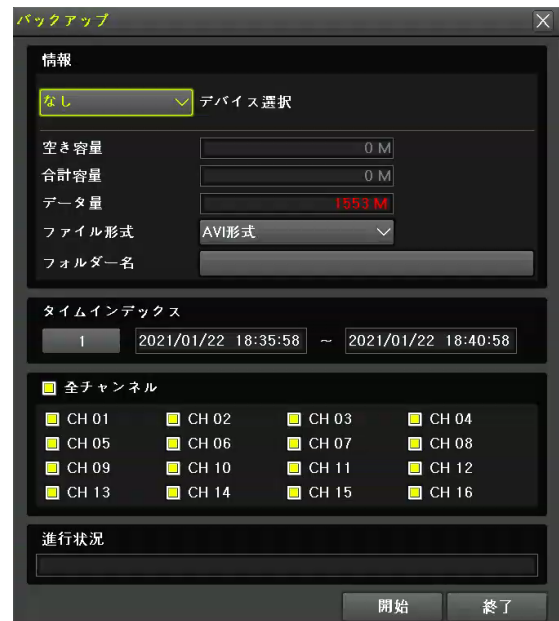 バックアップ
情報
なし デバイス選択
空き容量 0 M
合計容量 0 M
データ量 1553 M
ファイル形式 AVI形式
フォルダー名
タイムインデックス
1 2021/01/22 18:35:58 ~ 2021/01/22 18:40:58
全チャンネル
CH 01 CH 02 CH 03 CH 04
CH 05 CH 06 CH 07 CH 08
CH 09 CH 10 CH 11 CH 12
CH 13 CH 14 CH 15 CH 16
進行状況
開始 終了